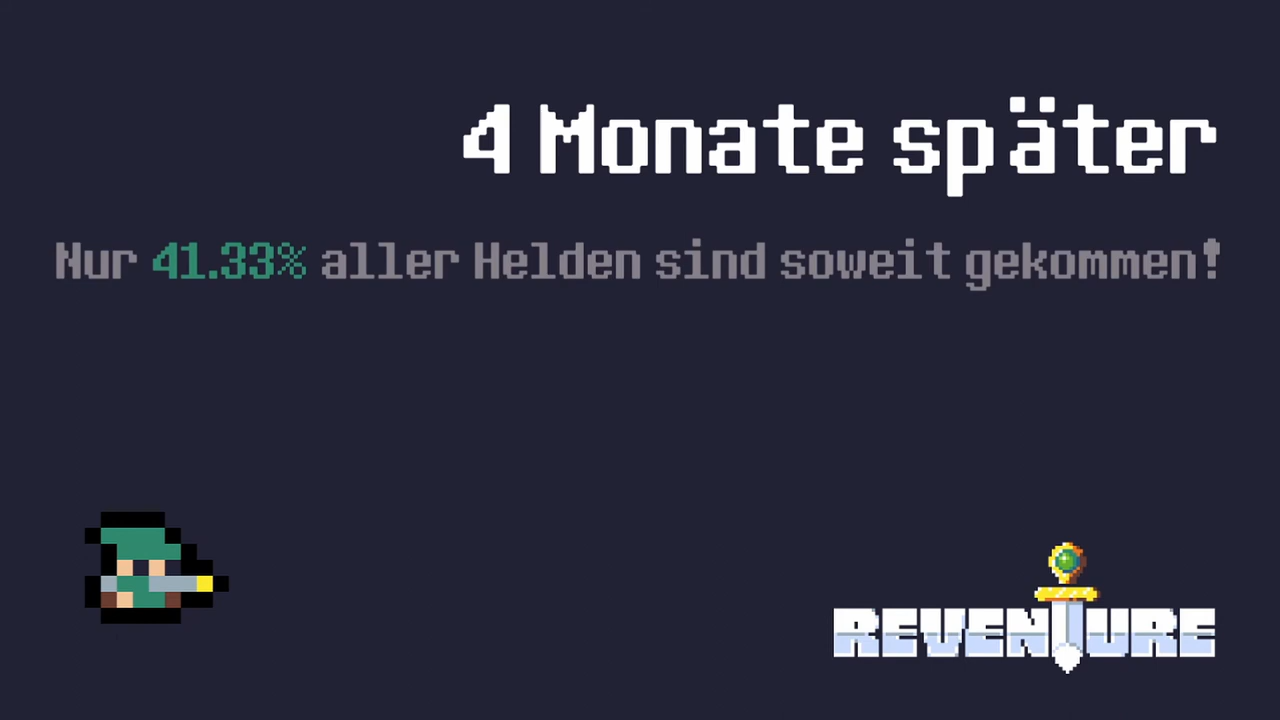 4 Monate später
Nur 41.33% aller Helden sind soweit gekommen!
REVENTURE